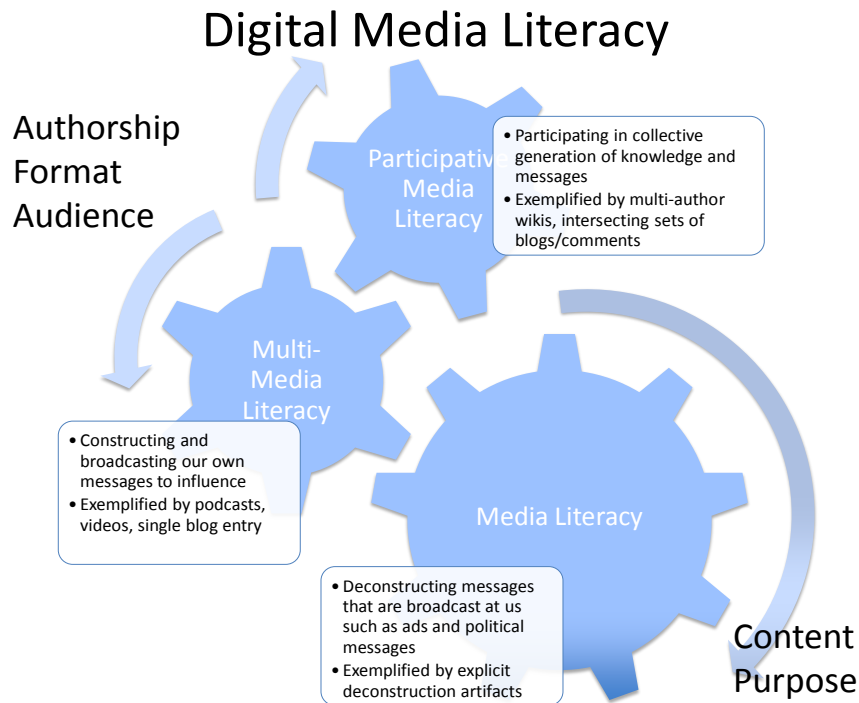 Digital Media Literacy
Authorship
Format
Audience
Participative
Media
Literacy
• Participating in collective
generation of knowledge and
messages
• Exemplified by multi-author
wikis, intersecting sets of
blogs/comments
Multi-
Media
Literacy
• Constructing and
broadcasting our own
messages to influence
• Exemplified by podcasts,
videos, single blog entry
Media Literacy
• Deconstructing messages
that are broadcast at us
such as ads and political
messages
• Exemplified by explicit
deconstruction artifacts
Content
Purpose